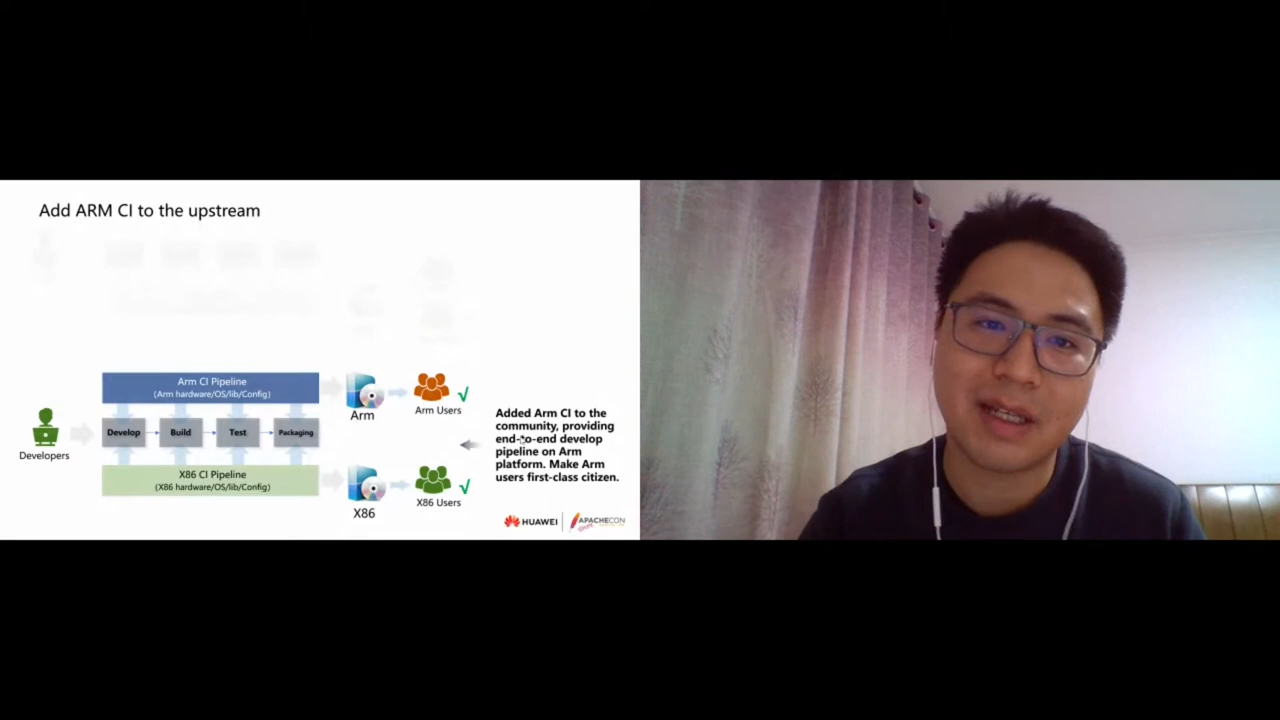 Add ARM CI to the upstream
Arm CI Pipeline
(Arm hardware/OS/lib/Config)
Develop
Build
Test
Packaging
X86 CI Pipeline
(X86 hardware/OS/lib/Config)
Developers
Arm
Arm Users
X86
X86 Users
Added Arm CI to the
community, providing
end-to-end develop
pipeline on Arm
platform. Make Arm
users first-class citizen.
HUAWEI
APACHECON